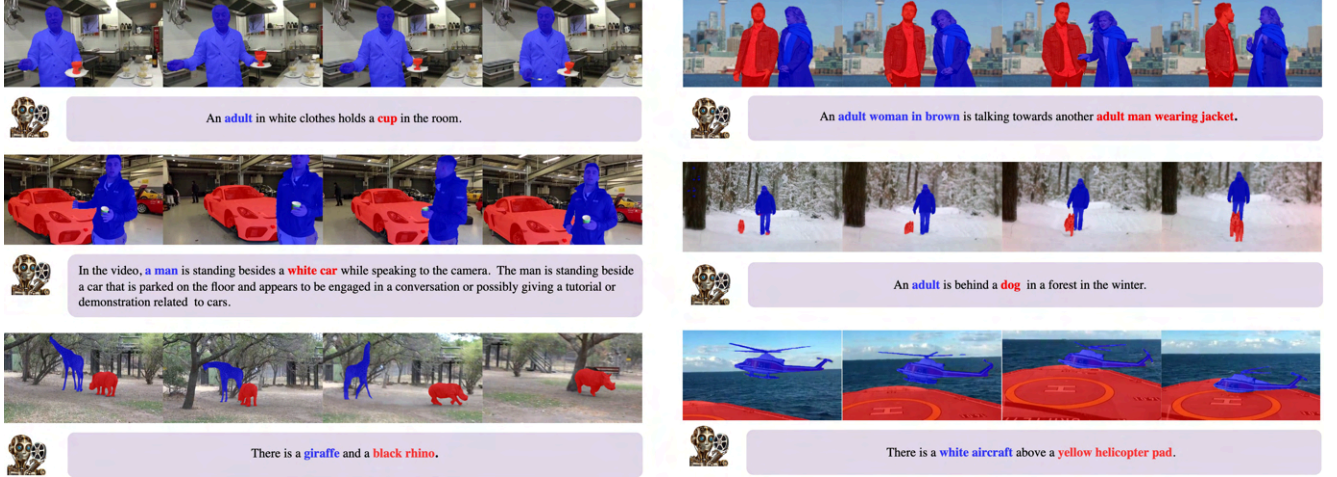 An adult in white clothes holds a cup in the room.
In the video, a man is standing besides a white car while speaking to the camera. The man is standing beside
a car that is parked on the floor and appears to be engaged in a conversation or possibly giving a tutorial or
demonstration related to cars.
There is a giraffe and a black rhino.
An adult woman in brown is talking towards another adult man wearing jacket.
An adult is behind a dog in a forest in the winter.
There is a white aircraft above a yellow helicopter pad.